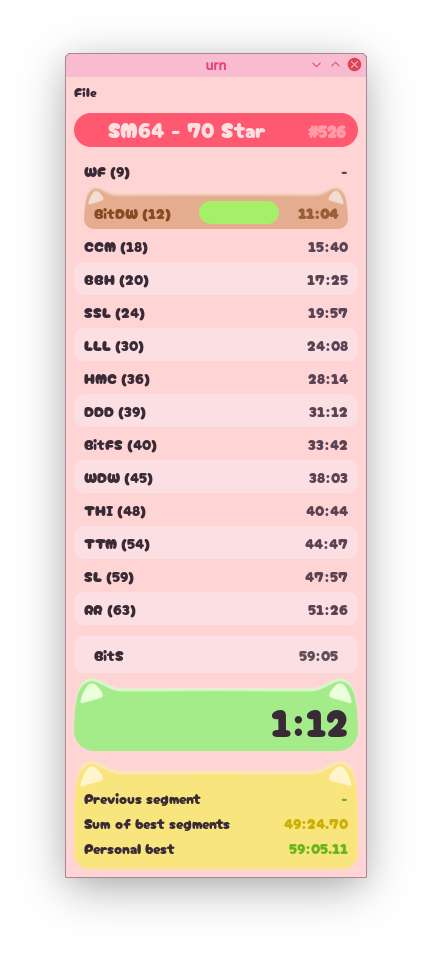 urn
File
SM64 - 70 Star #526
WF (9) -
BitDW (12) 11:04
CCM (18) 15:40
BBH (20) 17:25
SSL (24) 19:57
LLL (30) 24:08
HMC (36) 28:14
DDD (39) 31:12
BitFS (40) 33:42
WDW (45) 38:03
THI (48) 40:44
TTM (54) 44:47
SL (59) 47:57
RR (63) 51:26
BitS 59:05
1:12
Previous segment -
Sum of best segments 49:24.70
Personal best 59:05.11